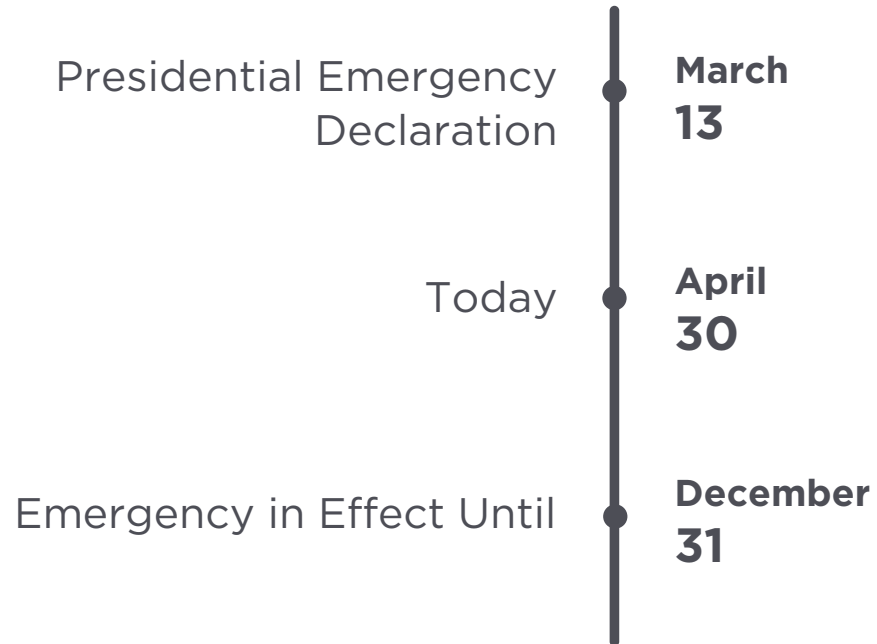 Presidential Emergency
Declaration
March
13
Today
April
30
Emergency in Effect Until
December
31